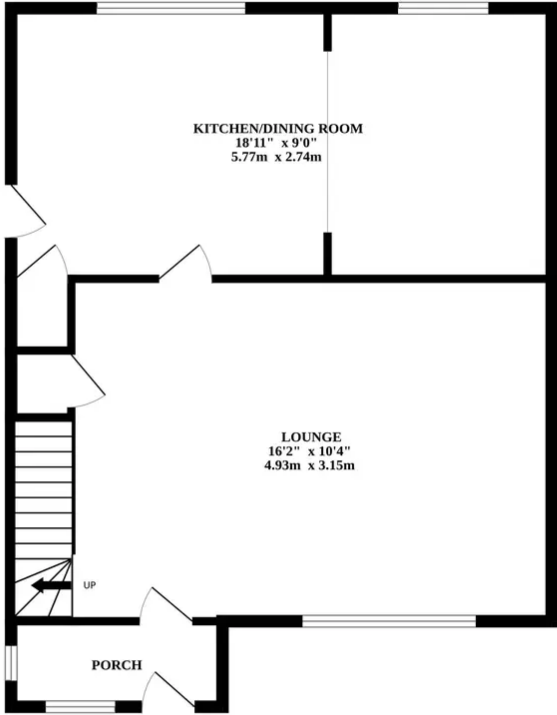 KITCHEN/DINING ROOM
18'11" x 9'0"
5.77m x 2.74m
LOUNGE
16'2" x 10'4"
4.93m x 3.15m
UP
PORCH